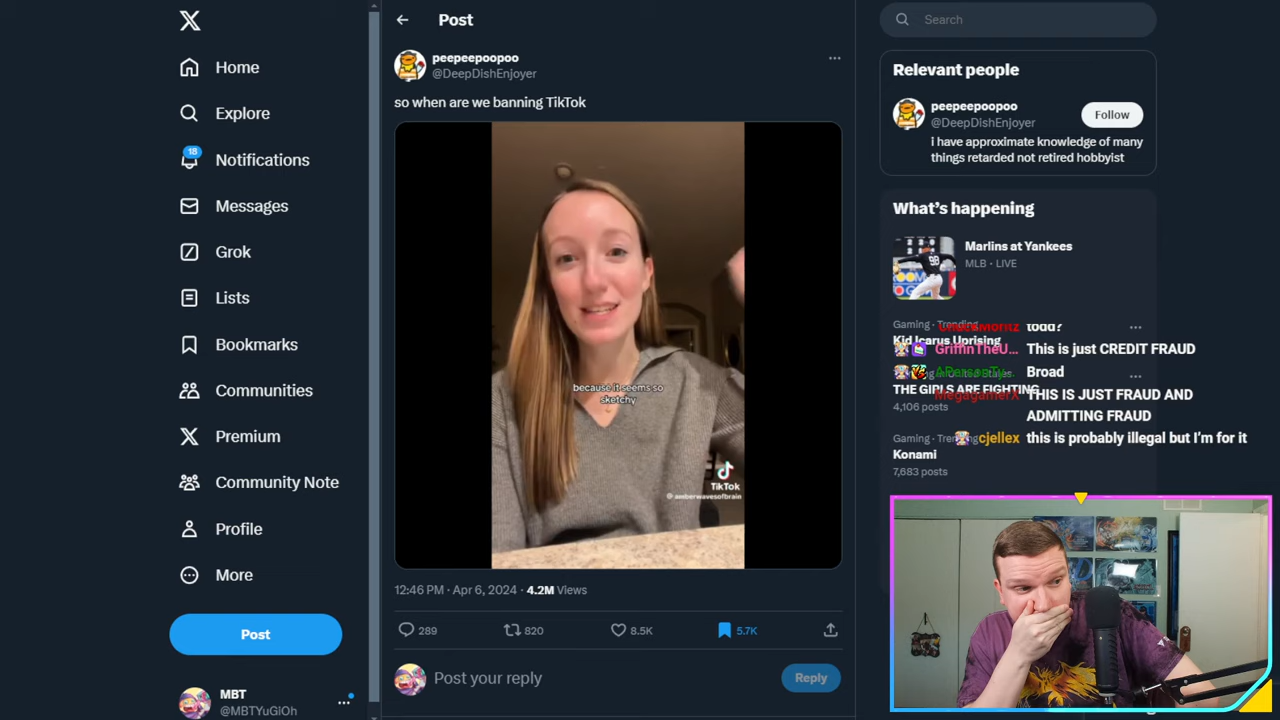 Home
Explore
18
Notifications
Messages
Grok
Lists
Bookmarks
Communities
Premium
Community Note
Profile
More
Post
MBT
@MBTYuGiOh
Post
peepeepoopoo
@DeepDishEnjoyer
so when are we banning TikTok
because it seems so
sketchy
TikTok
@amberwavesofbrain
12:46 PM · Apr 6, 2024 · 4.2M Views
289
820
8.5K
5.7K
Post your reply
Reply
Search
Relevant people
peepeepoopoo
@DeepDishEnjoyer
Follow
i have approximate knowledge of many
things retarded not retired hobbyist
What's happening
Marlins at Yankees
MLB · LIVE
Gaming · Trending
Kid Icarus Uprising
THE GIRLS ARE FIGHTING
4,106 posts
Gaming · Trending
Konami
7,683 posts
todd?
GriffinTheU... This is just CREDIT FRAUD
Broad
MegagamerX THIS IS JUST FRAUD AND
ADMITTING FRAUD
cjellex this is probably illegal but I'm for it